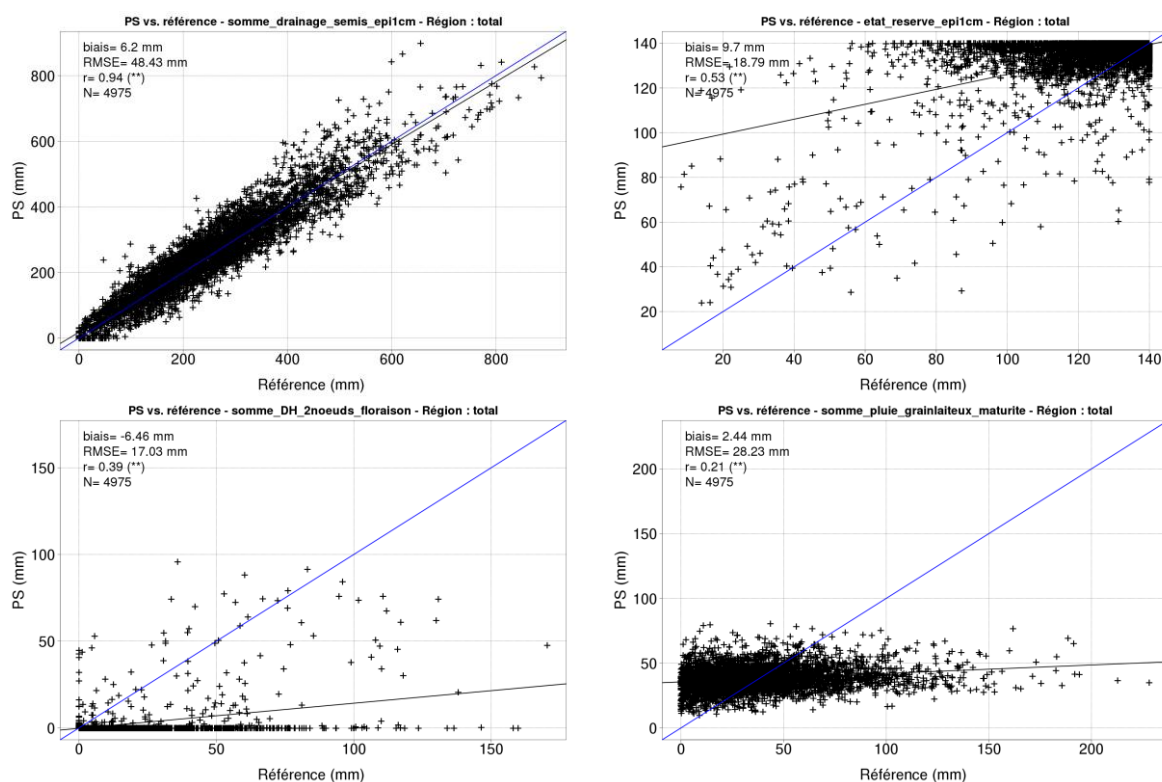 PS vs. référence - somme_drainage_semis_epi1cm - Région : total
biais= 6.2 mm
RMSE= 48.43 mm
r= 0.94 (**)
N= 4975
PS (mm)
800
600
400
200
0
0 200 400 600 800
Référence (mm)
PS vs. référence - etat_reserve_epi1cm - Région : total
biais= 9.7 mm
RMSE= 18.79 mm
r= 0.53 (**)
N= 4975
PS (mm)
140
120
100
80
60
40
20
20 40 60 80 100 120 140
Référence (mm)
PS vs. référence - somme_DH_2noeuds_floraison - Région : total
biais= -6.46 mm
RMSE= 17.03 mm
r= 0.39 (**)
N= 4975
PS (mm)
150
100
50
0
0 50 100 150
Référence (mm)
PS vs. référence - somme_pluie_grainlaiteux_maturite - Région : total
biais= 2.44 mm
RMSE= 28.23 mm
r= 0.21 (**)
N= 4975
PS (mm)
200
150
100
50
0
0 50 100 150 200
Référence (mm)